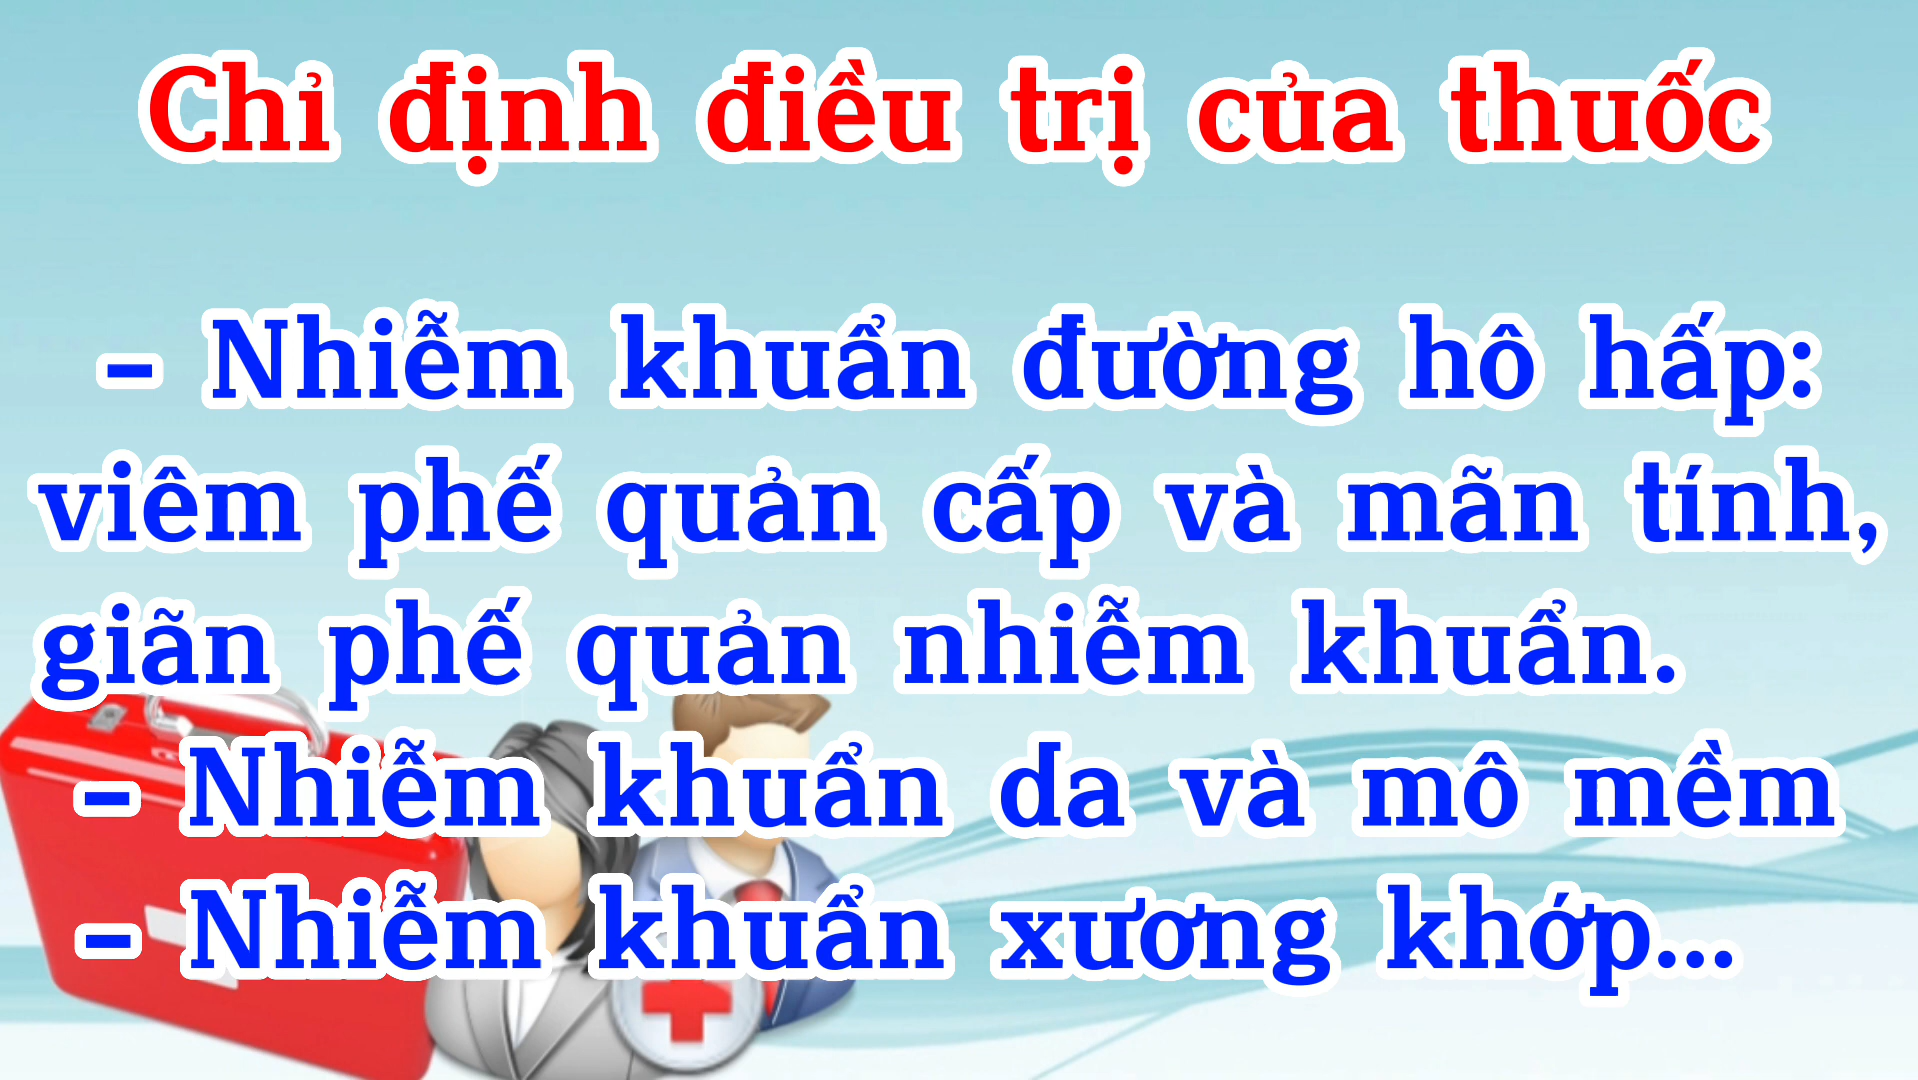 Chỉ định điều trị của thuốc
– Nhiễm khuẩn đường hô hấp:
viêm phế quản cấp và mãn tính,
giãn phế quản nhiễm khuẩn.
– Nhiễm khuẩn da và mô mềm
– Nhiễm khuẩn xương khớp...